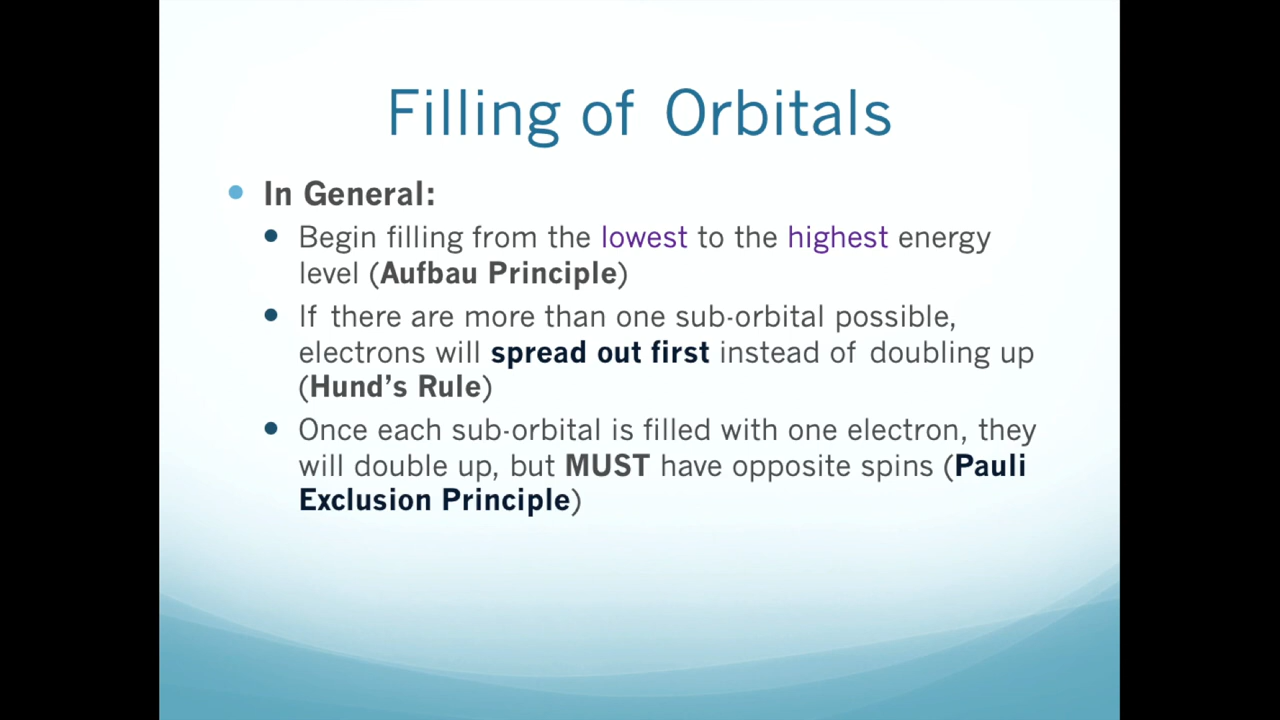 Filling of Orbitals
In General:
Begin filling from the lowest to the highest energy
level (Aufbau Principle)
If there are more than one sub-orbital possible,
electrons will spread out first instead of doubling up
(Hund’s Rule)
Once each sub-orbital is filled with one electron, they
will double up, but MUST have opposite spins (Pauli
Exclusion Principle)